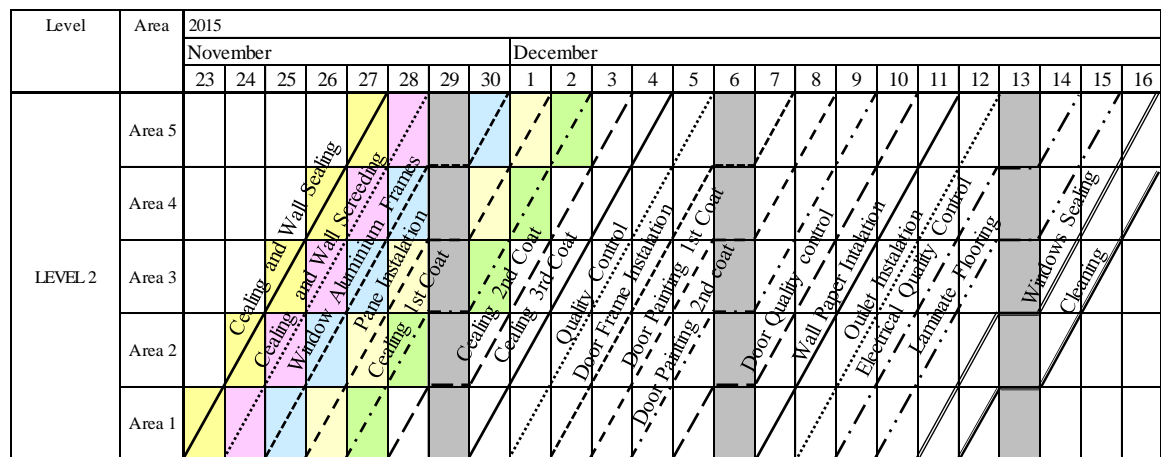 Level Area 2015
November December
23 24 25 26 27 28 29 30 1 2 3 4 5 6 7 8 9 10 11 12 13 14 15 16
LEVEL 2
Area 5
Area 4
Area 3
Area 2
Area 1
Cealing and Wall Sealing
Cealing and Wall Screeding
Window Aluminium Frames
Pane Instalation
Cealing 1st Coat
Cealing 2nd Coat
Cealing 3rd Coat
Quality Control
Door Frame Instalation
Door Painting 1st Coat
Door Painting 2nd coat
Door Quality control
Wall Paper Intalation
Outlet Instalation
Electrical Quality Control
Laminate Flooring
Windows Sealing
Cleaning